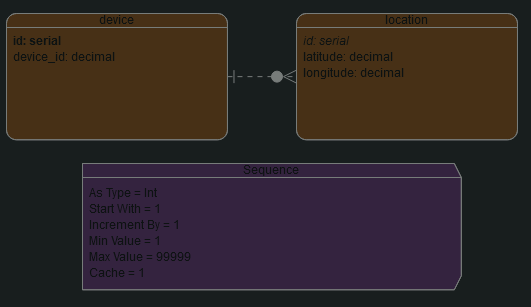 device
id: serial
device_id: decimal
location
id: serial
latitude: decimal
longitude: decimal
Sequence
As Type = Int
Start With = 1
Increment By = 1
Min Value = 1
Max Value = 99999
Cache = 1